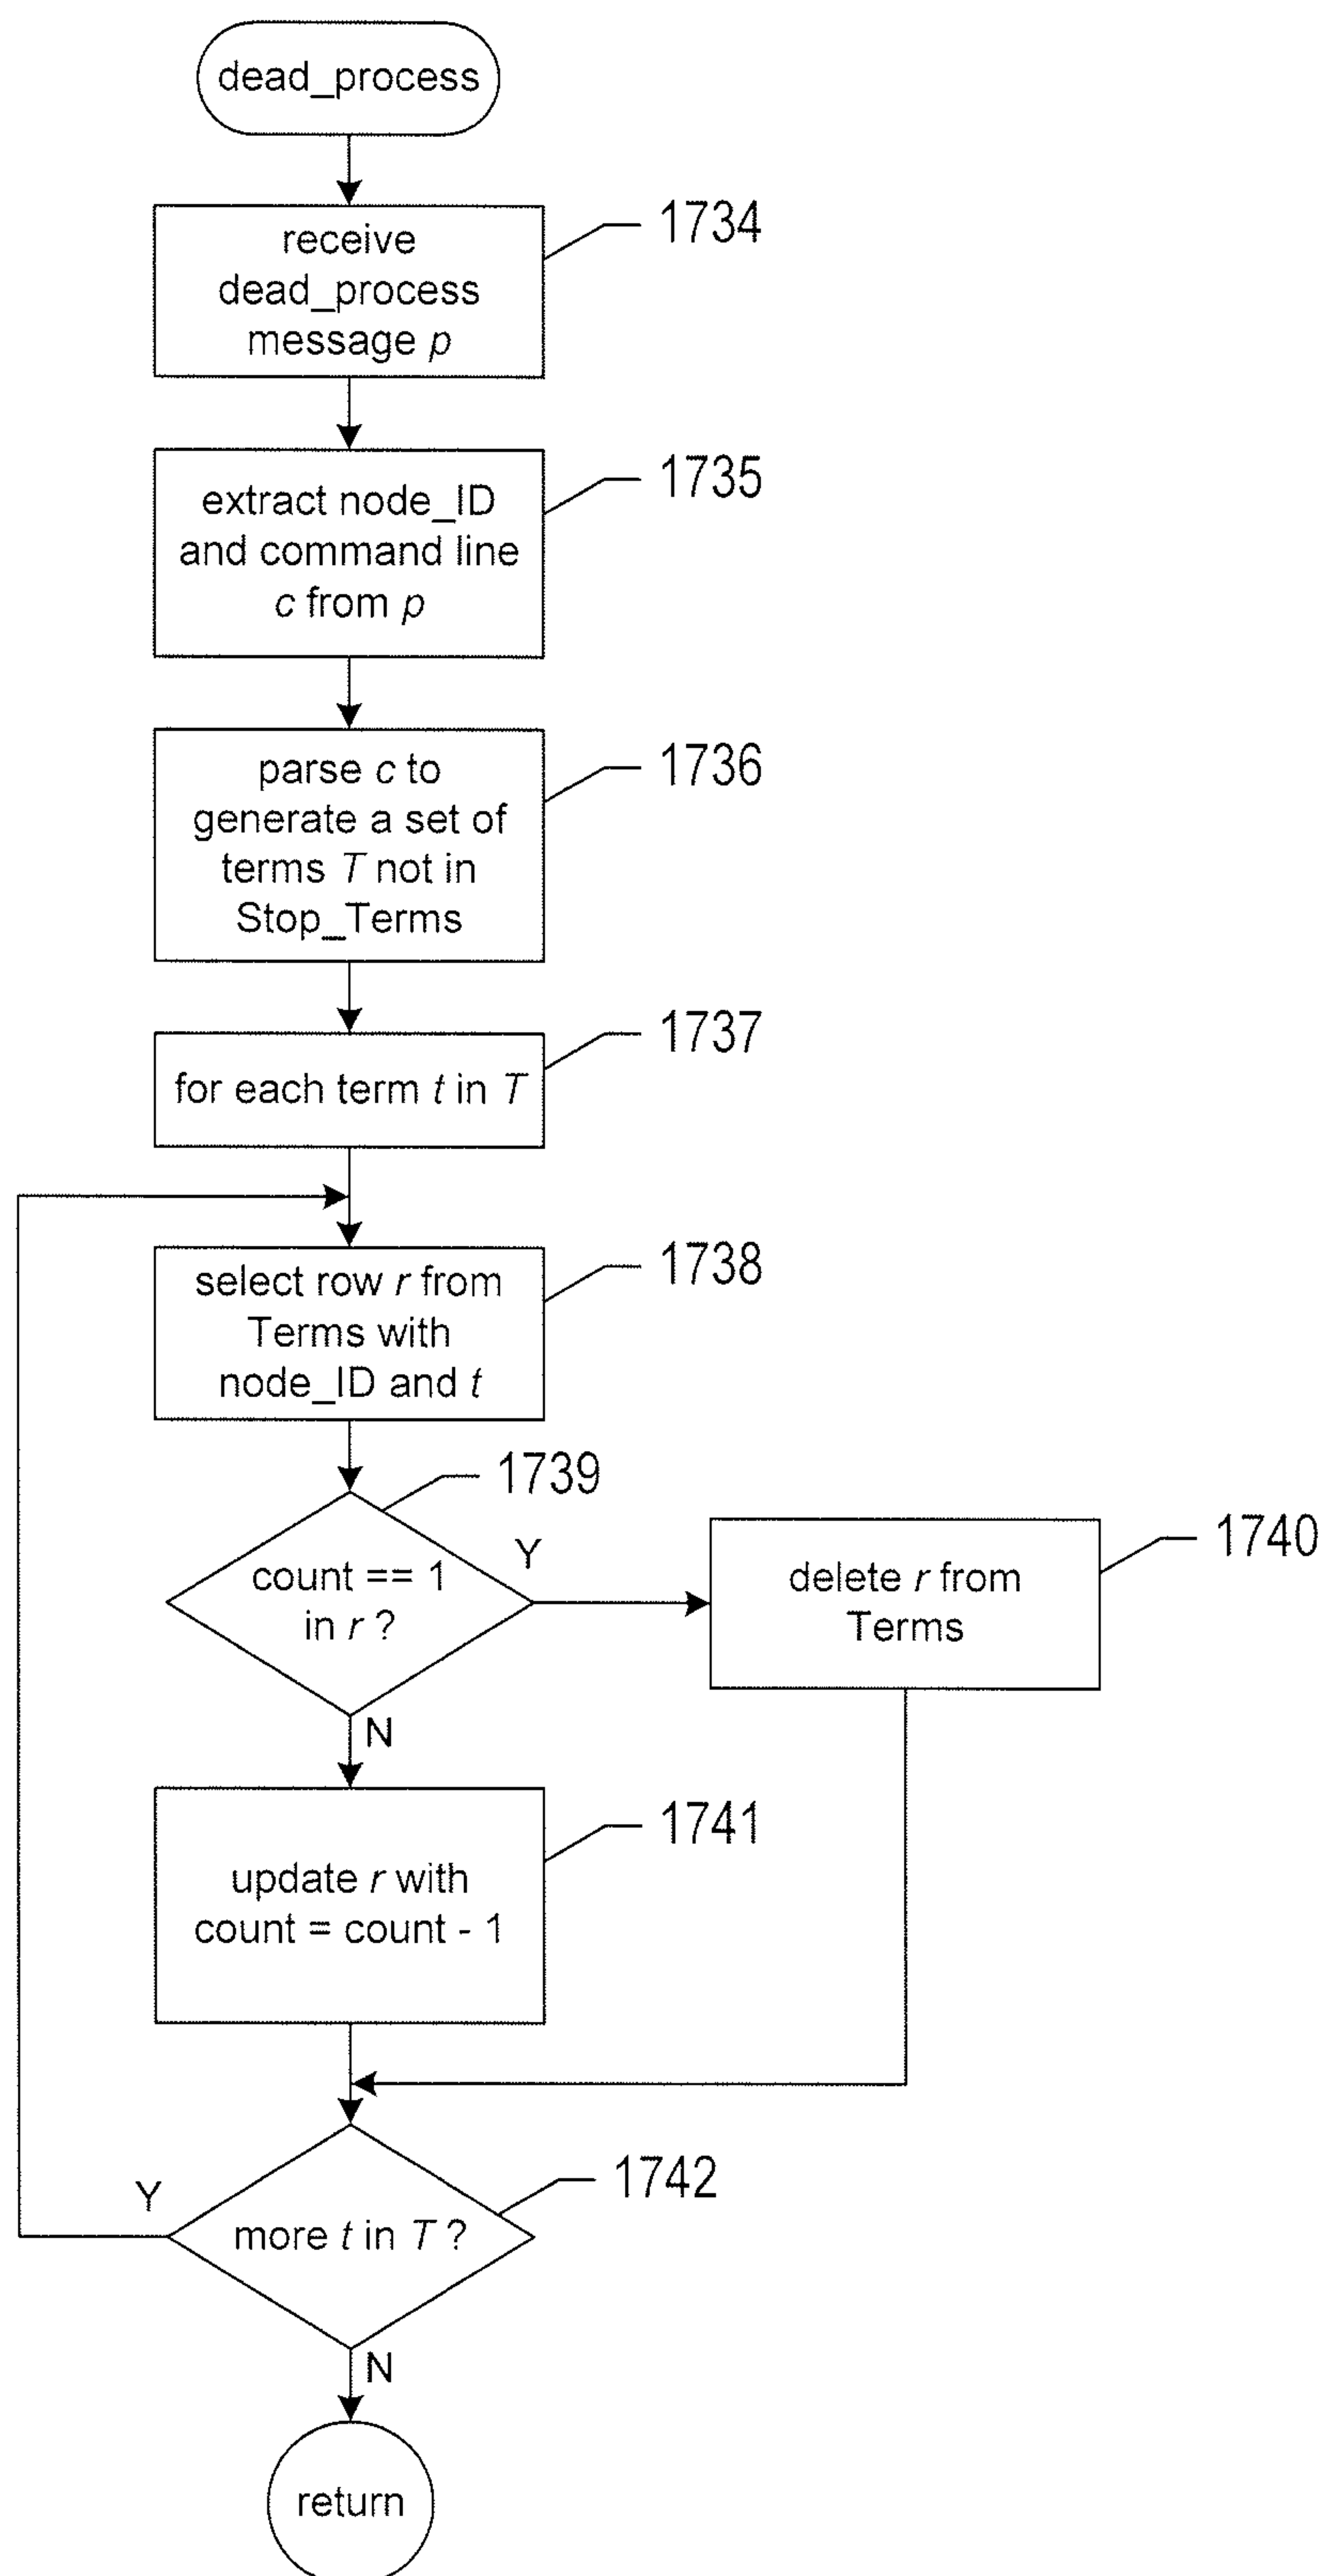 dead_process
receive
dead_process
message p
1734
extract node_ID
and command line
c from p
1735
parse c to
generate a set of
terms T not in
Stop_Terms
1736
for each term t in T
1737
select row r from
Terms with
node_ID and t
1738
count == 1
in r ?
1739
Y
delete r from
Terms
1740
N
update r with
count = count - 1
1741
more t in T ?
1742
Y
N
return